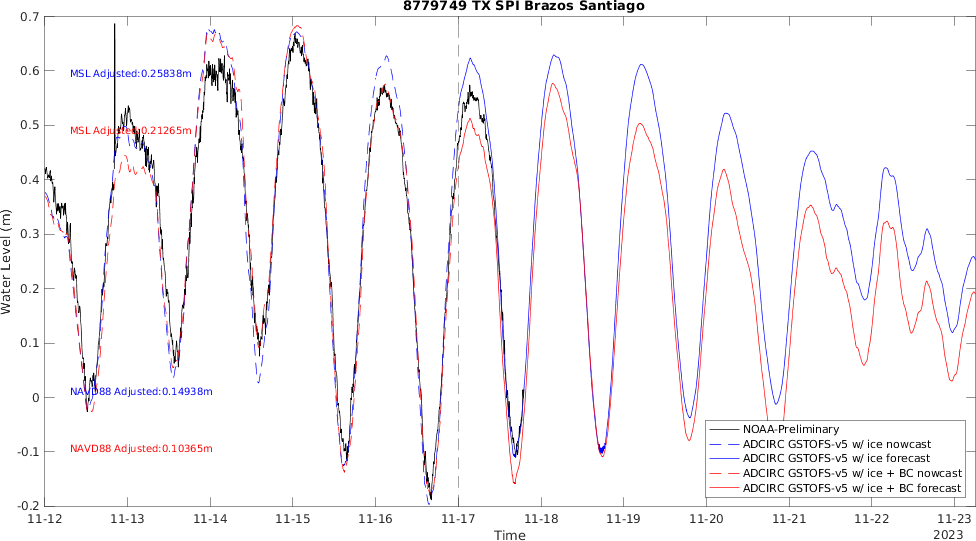 8779749 TX SPI Brazos Santiago
0.7
0.6
0.5
0.4
0.3
0.2
0.1
0
-0.1
-0.2
Water Level (m)
MSL Adjusted:0.25838m
MSL Adjusted:0.21265m
NAVD88 Adjusted:0.14938m
NAVD88 Adjusted:0.10365m
NOAA-Preliminary
ADCIRC GSTOFS-v5 w/ ice nowcast
ADCIRC GSTOFS-v5 w/ ice forecast
ADCIRC GSTOFS-v5 w/ ice + BC nowcast
ADCIRC GSTOFS-v5 w/ ice + BC forecast
11-12 11-13 11-14 11-15 11-16 11-17 11-18 11-19 11-20 11-21 11-22 11-23
2023
Time